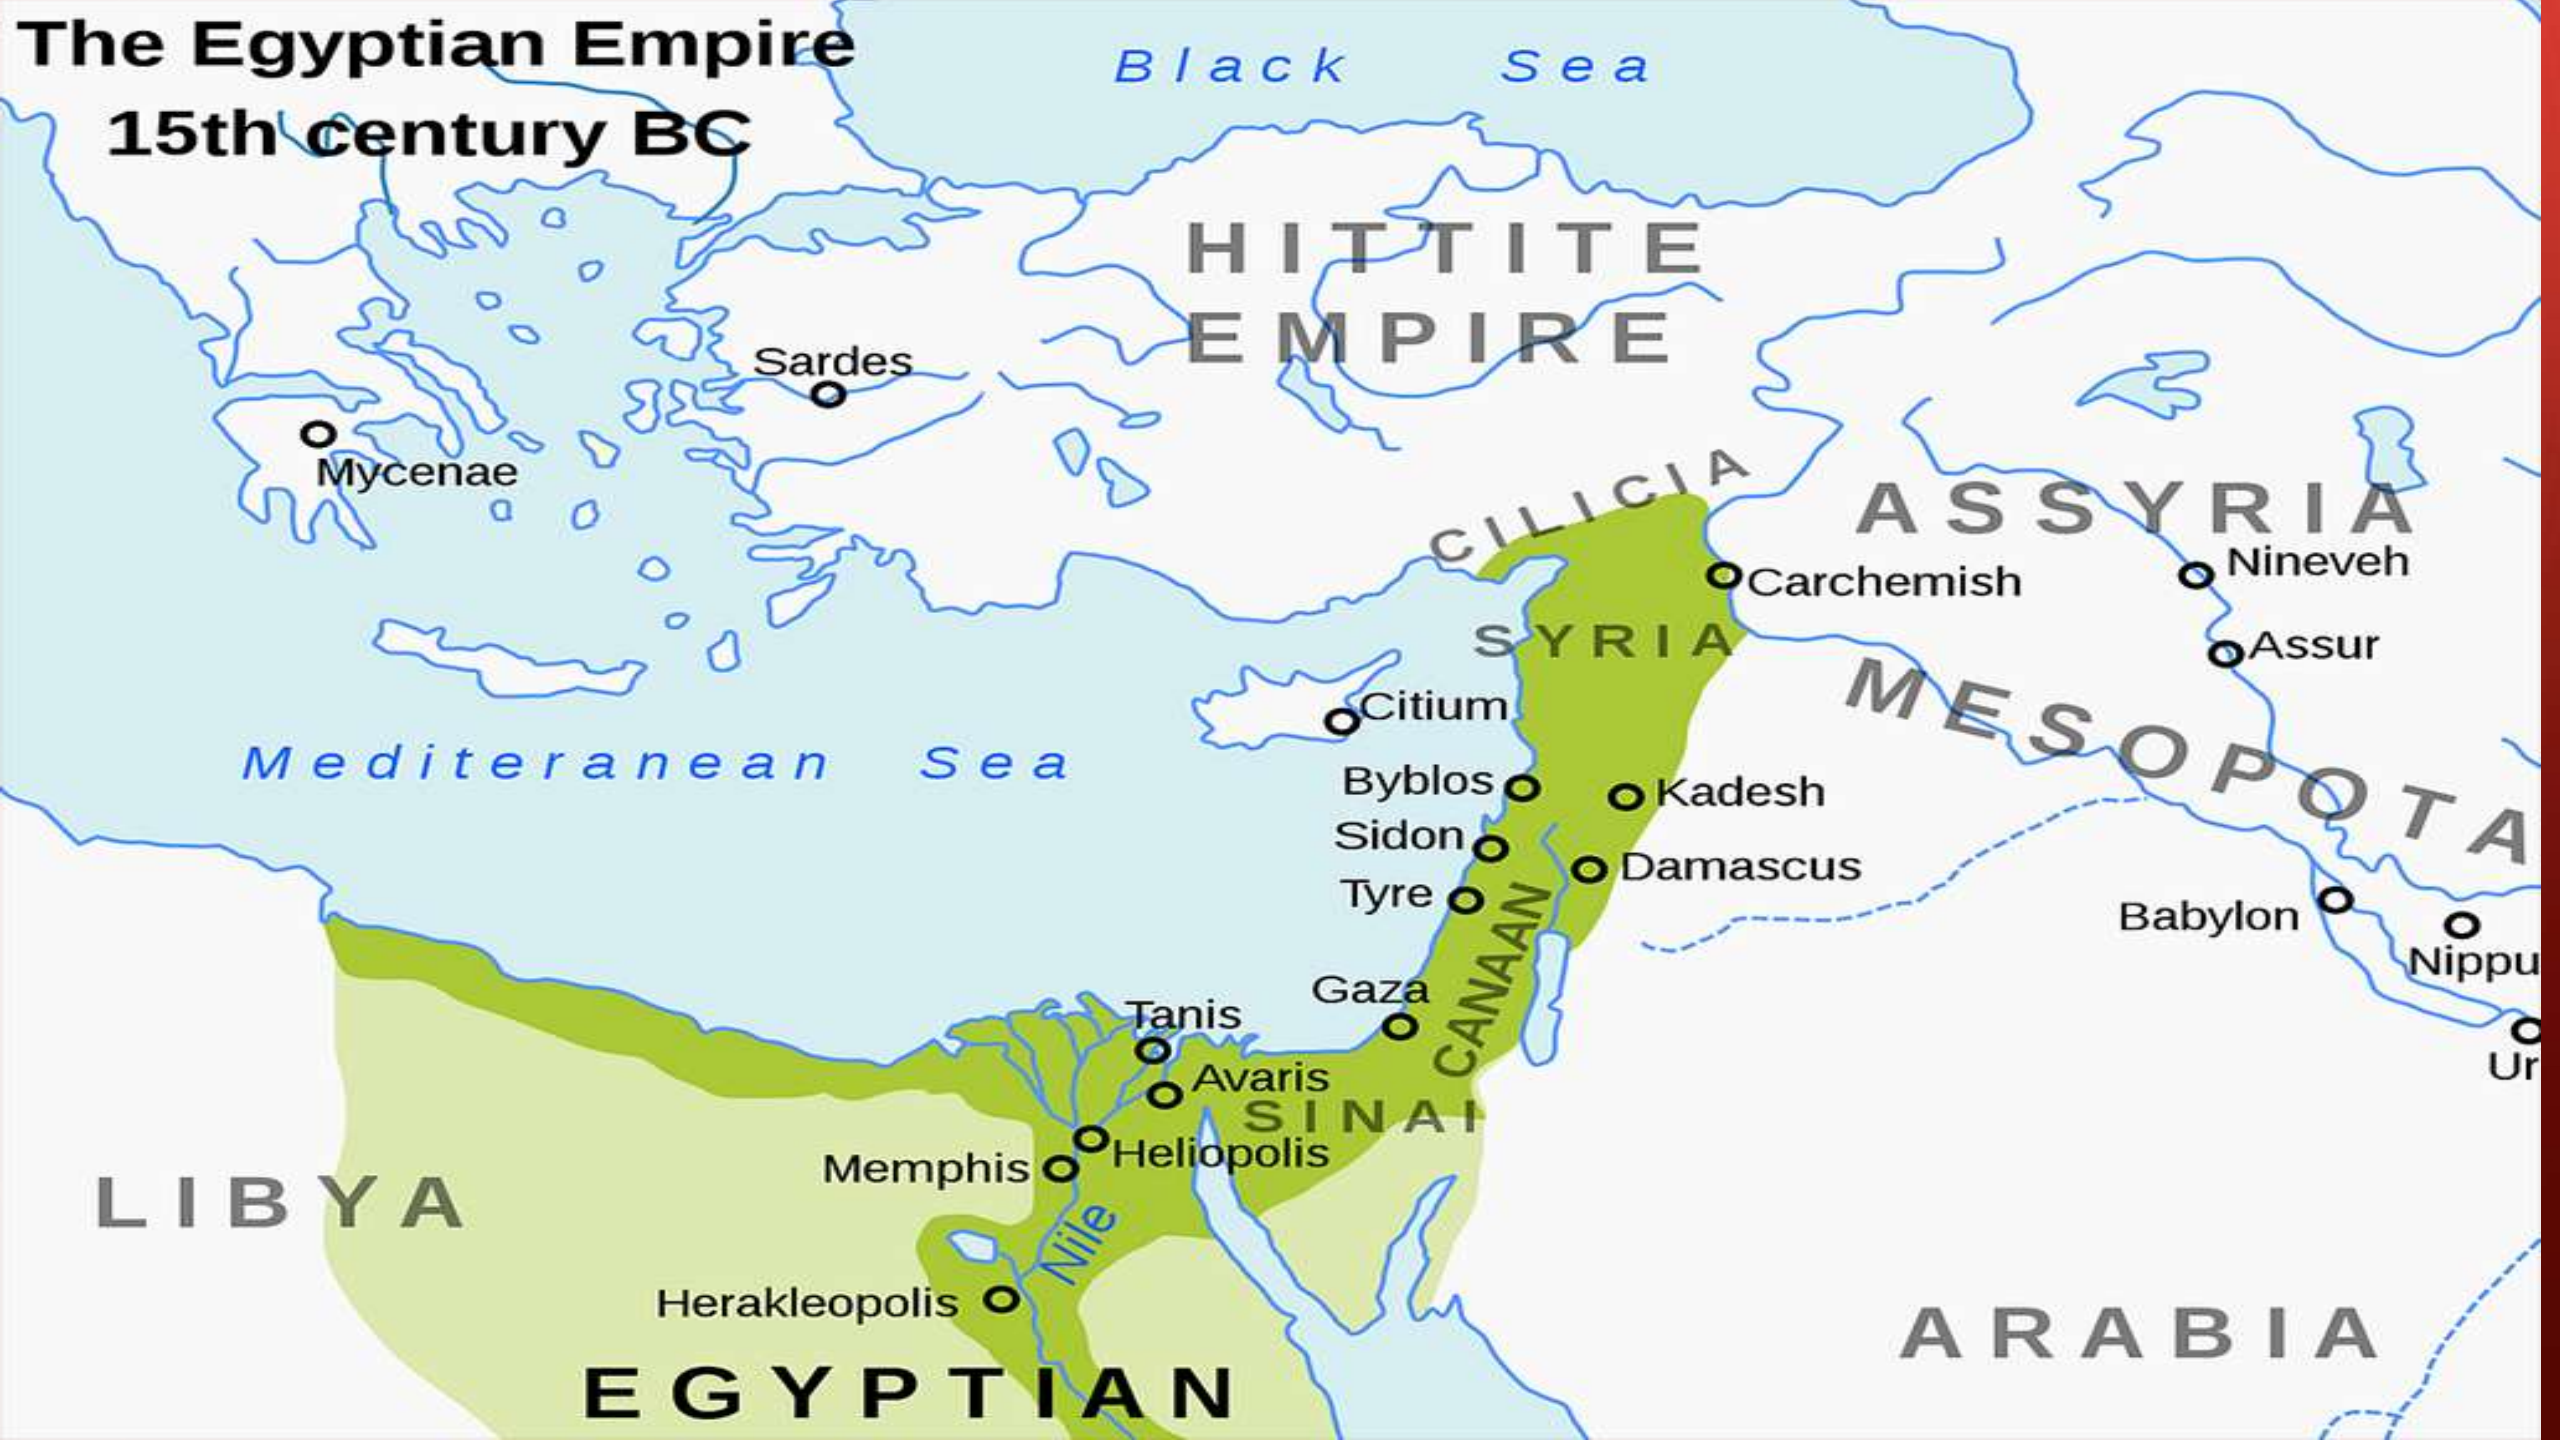 The Egyptian Empire
15th century BC
Black Sea
HITTITE
EMPIRE
Sardes
Mycenae
CILICIA
ASSYRIA
Nineveh
Carchemish
SYRIA
Assur
MESOPOTA
Citium
Mediteranean Sea
Byblos
Kadesh
Sidon
Damascus
Tyre
CANAAN
Babylon
Nippu
Gaza
Tanis
Ur
Avaris
SINAI
Heliopolis
Memphis
LIBYA
Nile
Herakleopolis
ARABIA
EGYPTIAN